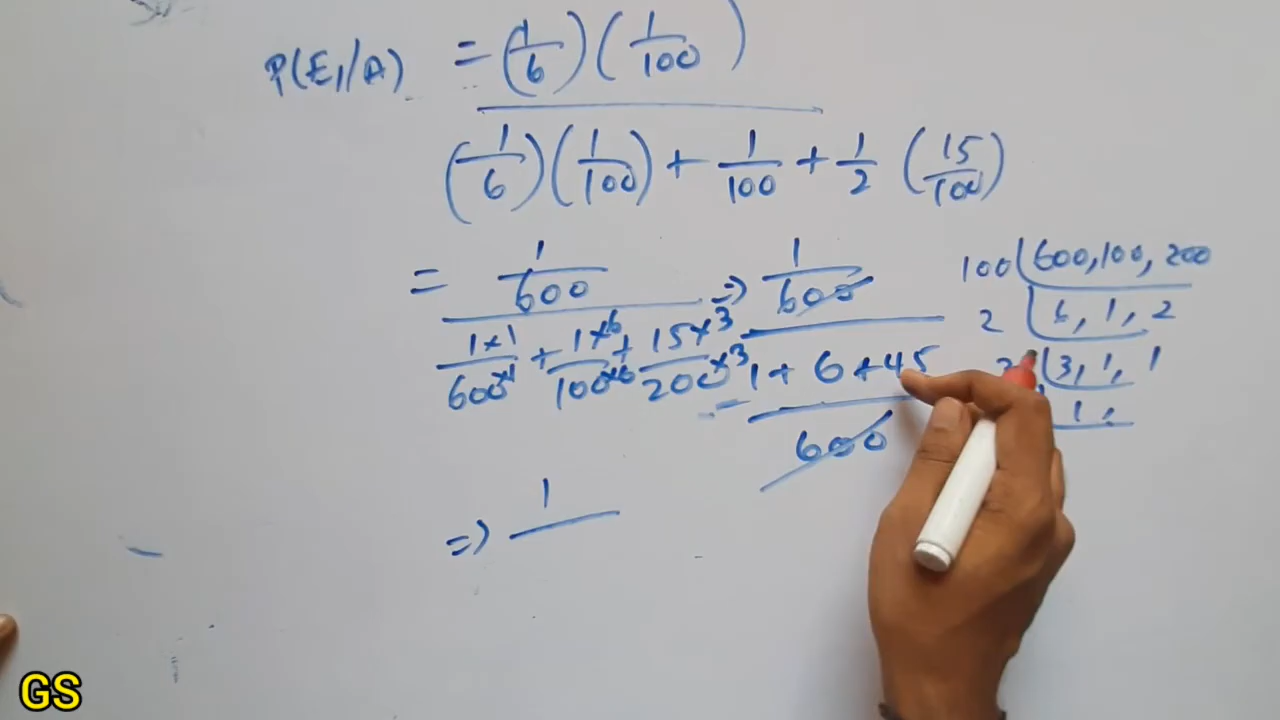 P(E₁/A) = (1/6)(1/100)
(1/6)(1/100) + 1/100 + 1/2 (15/100)
= 1/600 => 1/600
1×1/600×1 + 1×6/100×6 + 15×3/200×3 = 1 + 6 + 45
600
100 | 600, 100, 200
2 | 6, 1, 2
3, 1, 1
1,
=> 1
GS